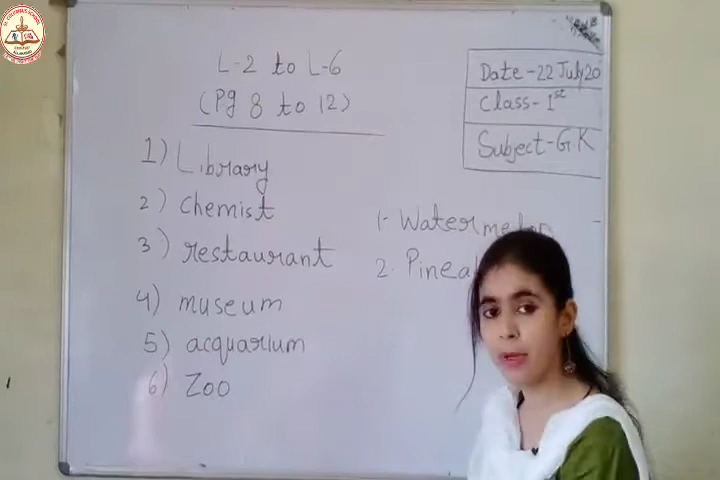 L-2 to L-6
(Pg 8 to 12)
Date - 22 July 20
Class - 1st
Subject - G.K
1) Library
2) chemist
3) restaurant
4) museum
5) acquarium
6) Zoo
1- Watermelon
2. Pinea